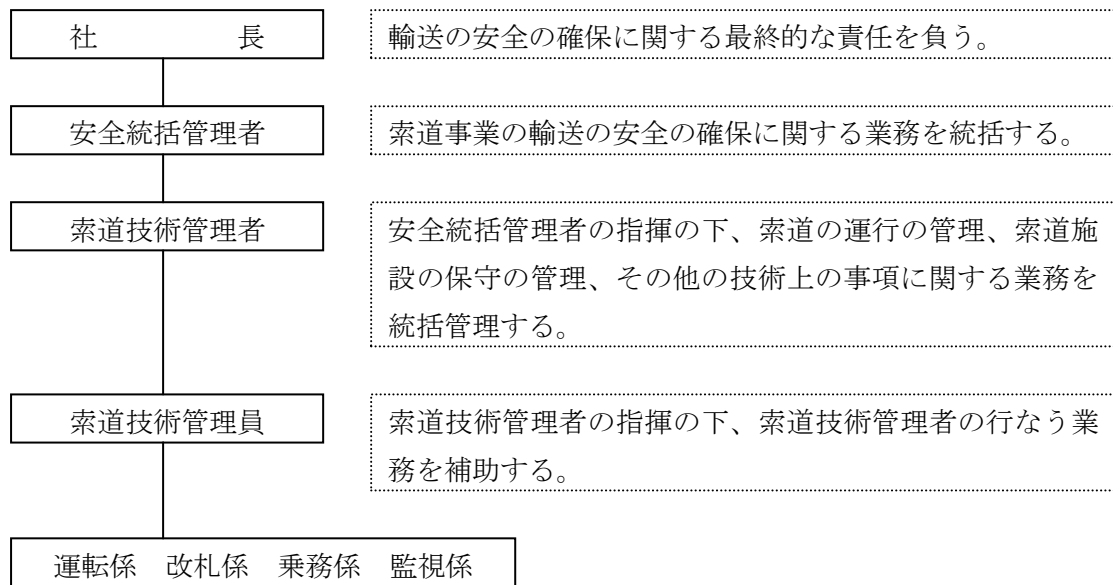 社　　　　　長
輸送の安全の確保に関する最終的な責任を負う。
安全統括管理者
索道事業の輸送の安全の確保に関する業務を統括する。
索道技術管理者
安全統括管理者の指揮の下、索道の運行の管理、索道施
設の保守の管理、その他の技術上の事項に関する業務を
統括管理する。
索道技術管理員
索道技術管理者の指揮の下、索道技術管理者の行なう業
務を補助する。
運転係　改札係　乗務係　監視係